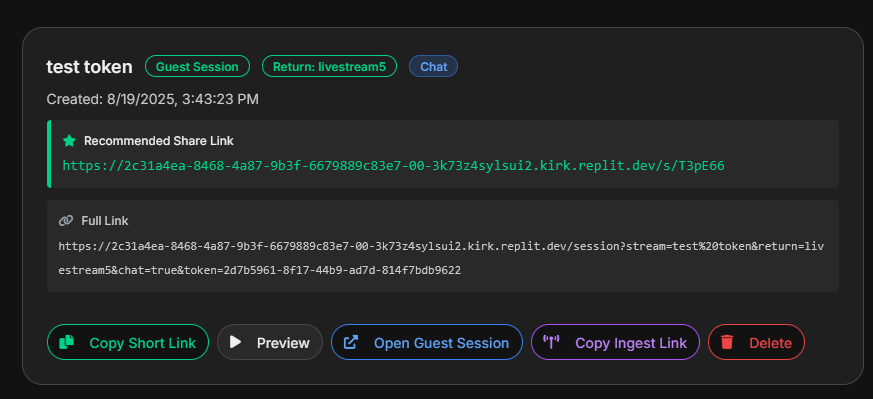 test token Guest Session Return: livestream5 Chat
Created: 8/19/2025, 3:43:23 PM
Recommended Share Link
https://2c31a4ea-8468-4a87-9b3f-6679889c83e7-00-3k73z4sylsui2.kirk.replit.dev/s/T3pE66
Full Link
https://2c31a4ea-8468-4a87-9b3f-6679889c83e7-00-3k73z4sylsui2.kirk.replit.dev/session?stream=test%20token&return=liv
estream5&chat=true&token=2d7b5961-8f17-44b9-ad7d-814f7bdb9622
Copy Short Link Preview Open Guest Session Copy Ingest Link Delete